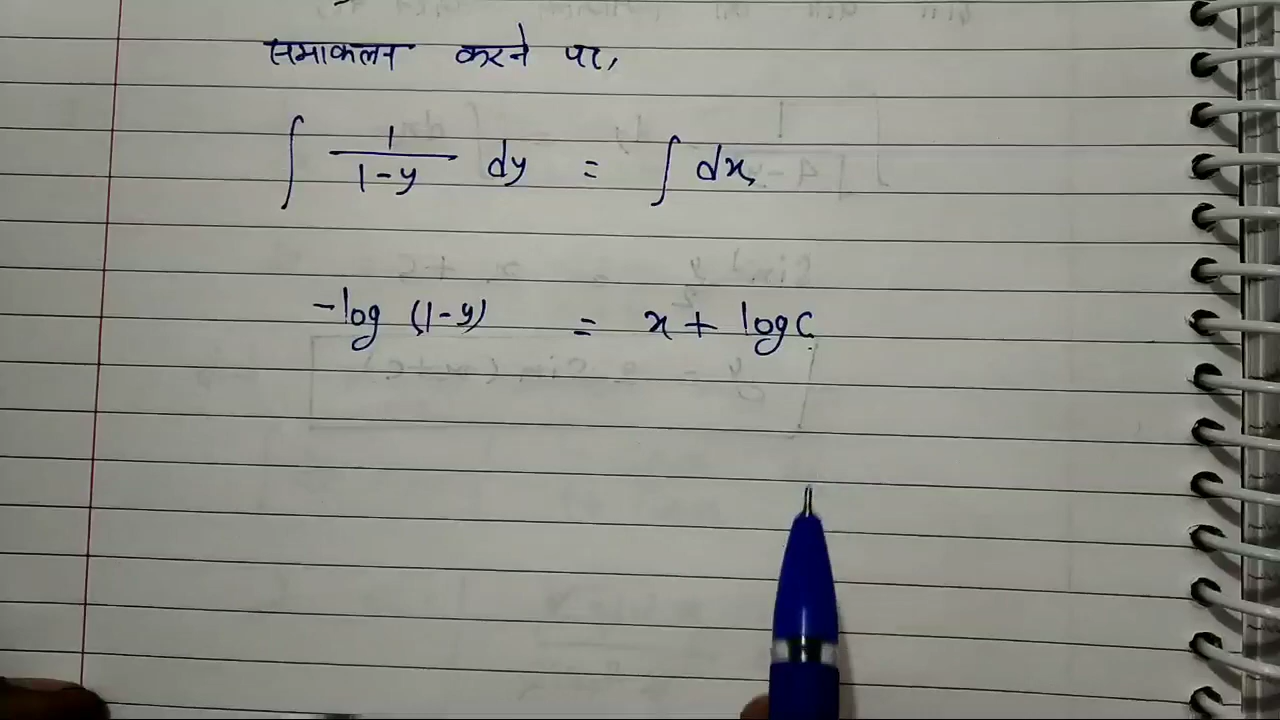 समाकलन करने पर,
∫ 1/(1-y) dy = ∫ dx
-log (1-y) = x + log C